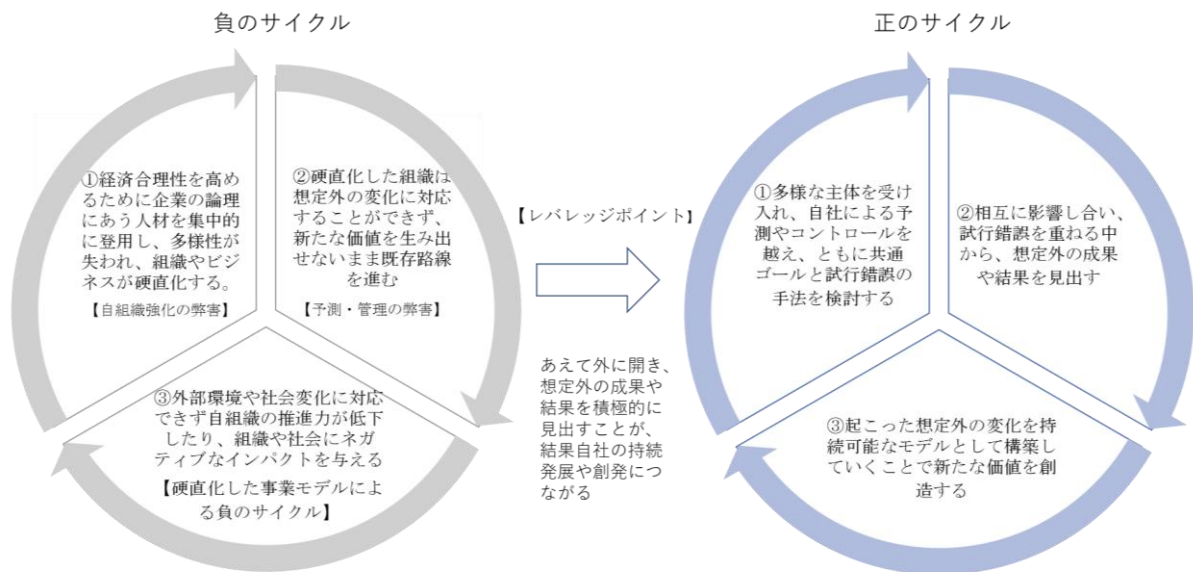 負のサイクル
①経済合理性を高め
るために企業の論理
にあう人材を集中的
に登用し、多様性が
失われ、組織やビジ
ネスが硬直化する。
【自組織強化の弊害】
②硬直化した組織は
想定外の変化に対応
することができず、
新たな価値を生み出
せないまま既存路線
を進む
【予測・管理の弊害】
③外部環境や社会変化に対応
できず自組織の推進力が低下
したり、組織や社会にネガ
ティブなインパクトを与える
【硬直化した事業モデルによ
る負のサイクル】
【レバレッジポイント】
あえて外に開き、
想定外の成果や
結果を積極的に
見出すことが、
結果自社の持続
発展や創発につ
ながる
正のサイクル
①多様な主体を受け
入れ、自社による予
測やコントロールを
越え、ともに共通
ゴールと試行錯誤の
手法を検討する
②相互に影響し合い、
試行錯誤を重ねる中
から、想定外の成果
や結果を見出す
③起こった想定外の変化を持
続可能なモデルとして構築し
ていくことで新たな価値を創
造する